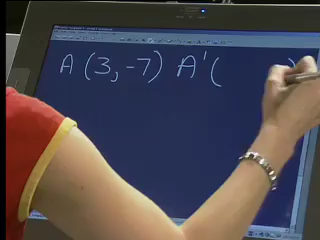 A (3, -7) A' ( )